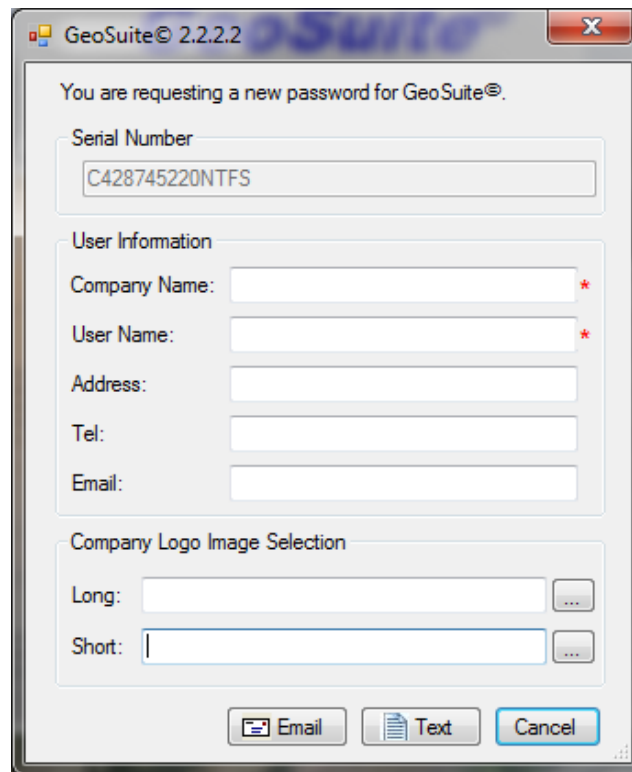 GeoSuite© 2.2.2.2
You are requesting a new password for GeoSuite©.
Serial Number
C428745220NTFS
User Information
Company Name: *
User Name: *
Address:
Tel:
Email:
Company Logo Image Selection
Long: ...
Short: ...
Email Text Cancel